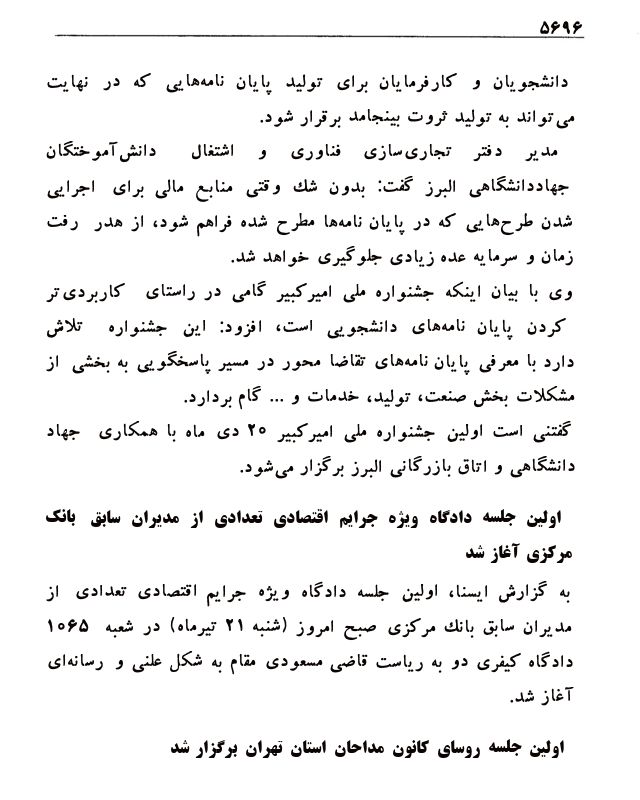 ۵۶۹۶
دانشجویان و کارفرمایان برای تولید پایان نامه‌هایی که در نهایت
می‌تواند به تولید ثروت بینجامد برقرار شود.
مدیر دفتر تجاری‌سازی فناوری و اشتغال دانش‌آموختگان
جهاددانشگاهی البرز گفت: بدون شك وقتی منابع مالی برای اجرایی
شدن طرح‌هایی که در پایان نامه‌ها مطرح شده فراهم شود، از هدر رفت
زمان و سرمایه عده زیادی جلوگیری خواهد شد.
وی با بیان اینکه جشنواره ملی امیرکبیر گامی در راستای کاربردی‌تر
کردن پایان نامه‌های دانشجویی است، افزود: این جشنواره تلاش
دارد با معرفی پایان نامه‌های تقاضا محور در مسیر پاسخگویی به بخشی از
مشکلات بخش صنعت، تولید، خدمات و ... گام بردارد.
گفتنی است اولین جشنواره ملی امیرکبیر ۲۵ دی ماه با همکاری جهاد
دانشگاهی و اتاق بازرگانی البرز برگزار می‌شود.
اولین جلسه دادگاه ویژه جرایم اقتصادی تعدادی از مدیران سابق بانک
مرکزی آغاز شد
به گزارش ایسنا، اولین جلسه دادگاه ویژه جرایم اقتصادی تعدادی از
مدیران سابق بانك مرکزی صبح امروز (شنبه ۲۱ تیرماه) در شعبه ۱۰۶۵
دادگاه کیفری دو به ریاست قاضی مسعودی مقام به شکل علنی و رسانه‌ای
آغاز شد.
اولین جلسه روسای کانون مداحان استان تهران برگزار شد